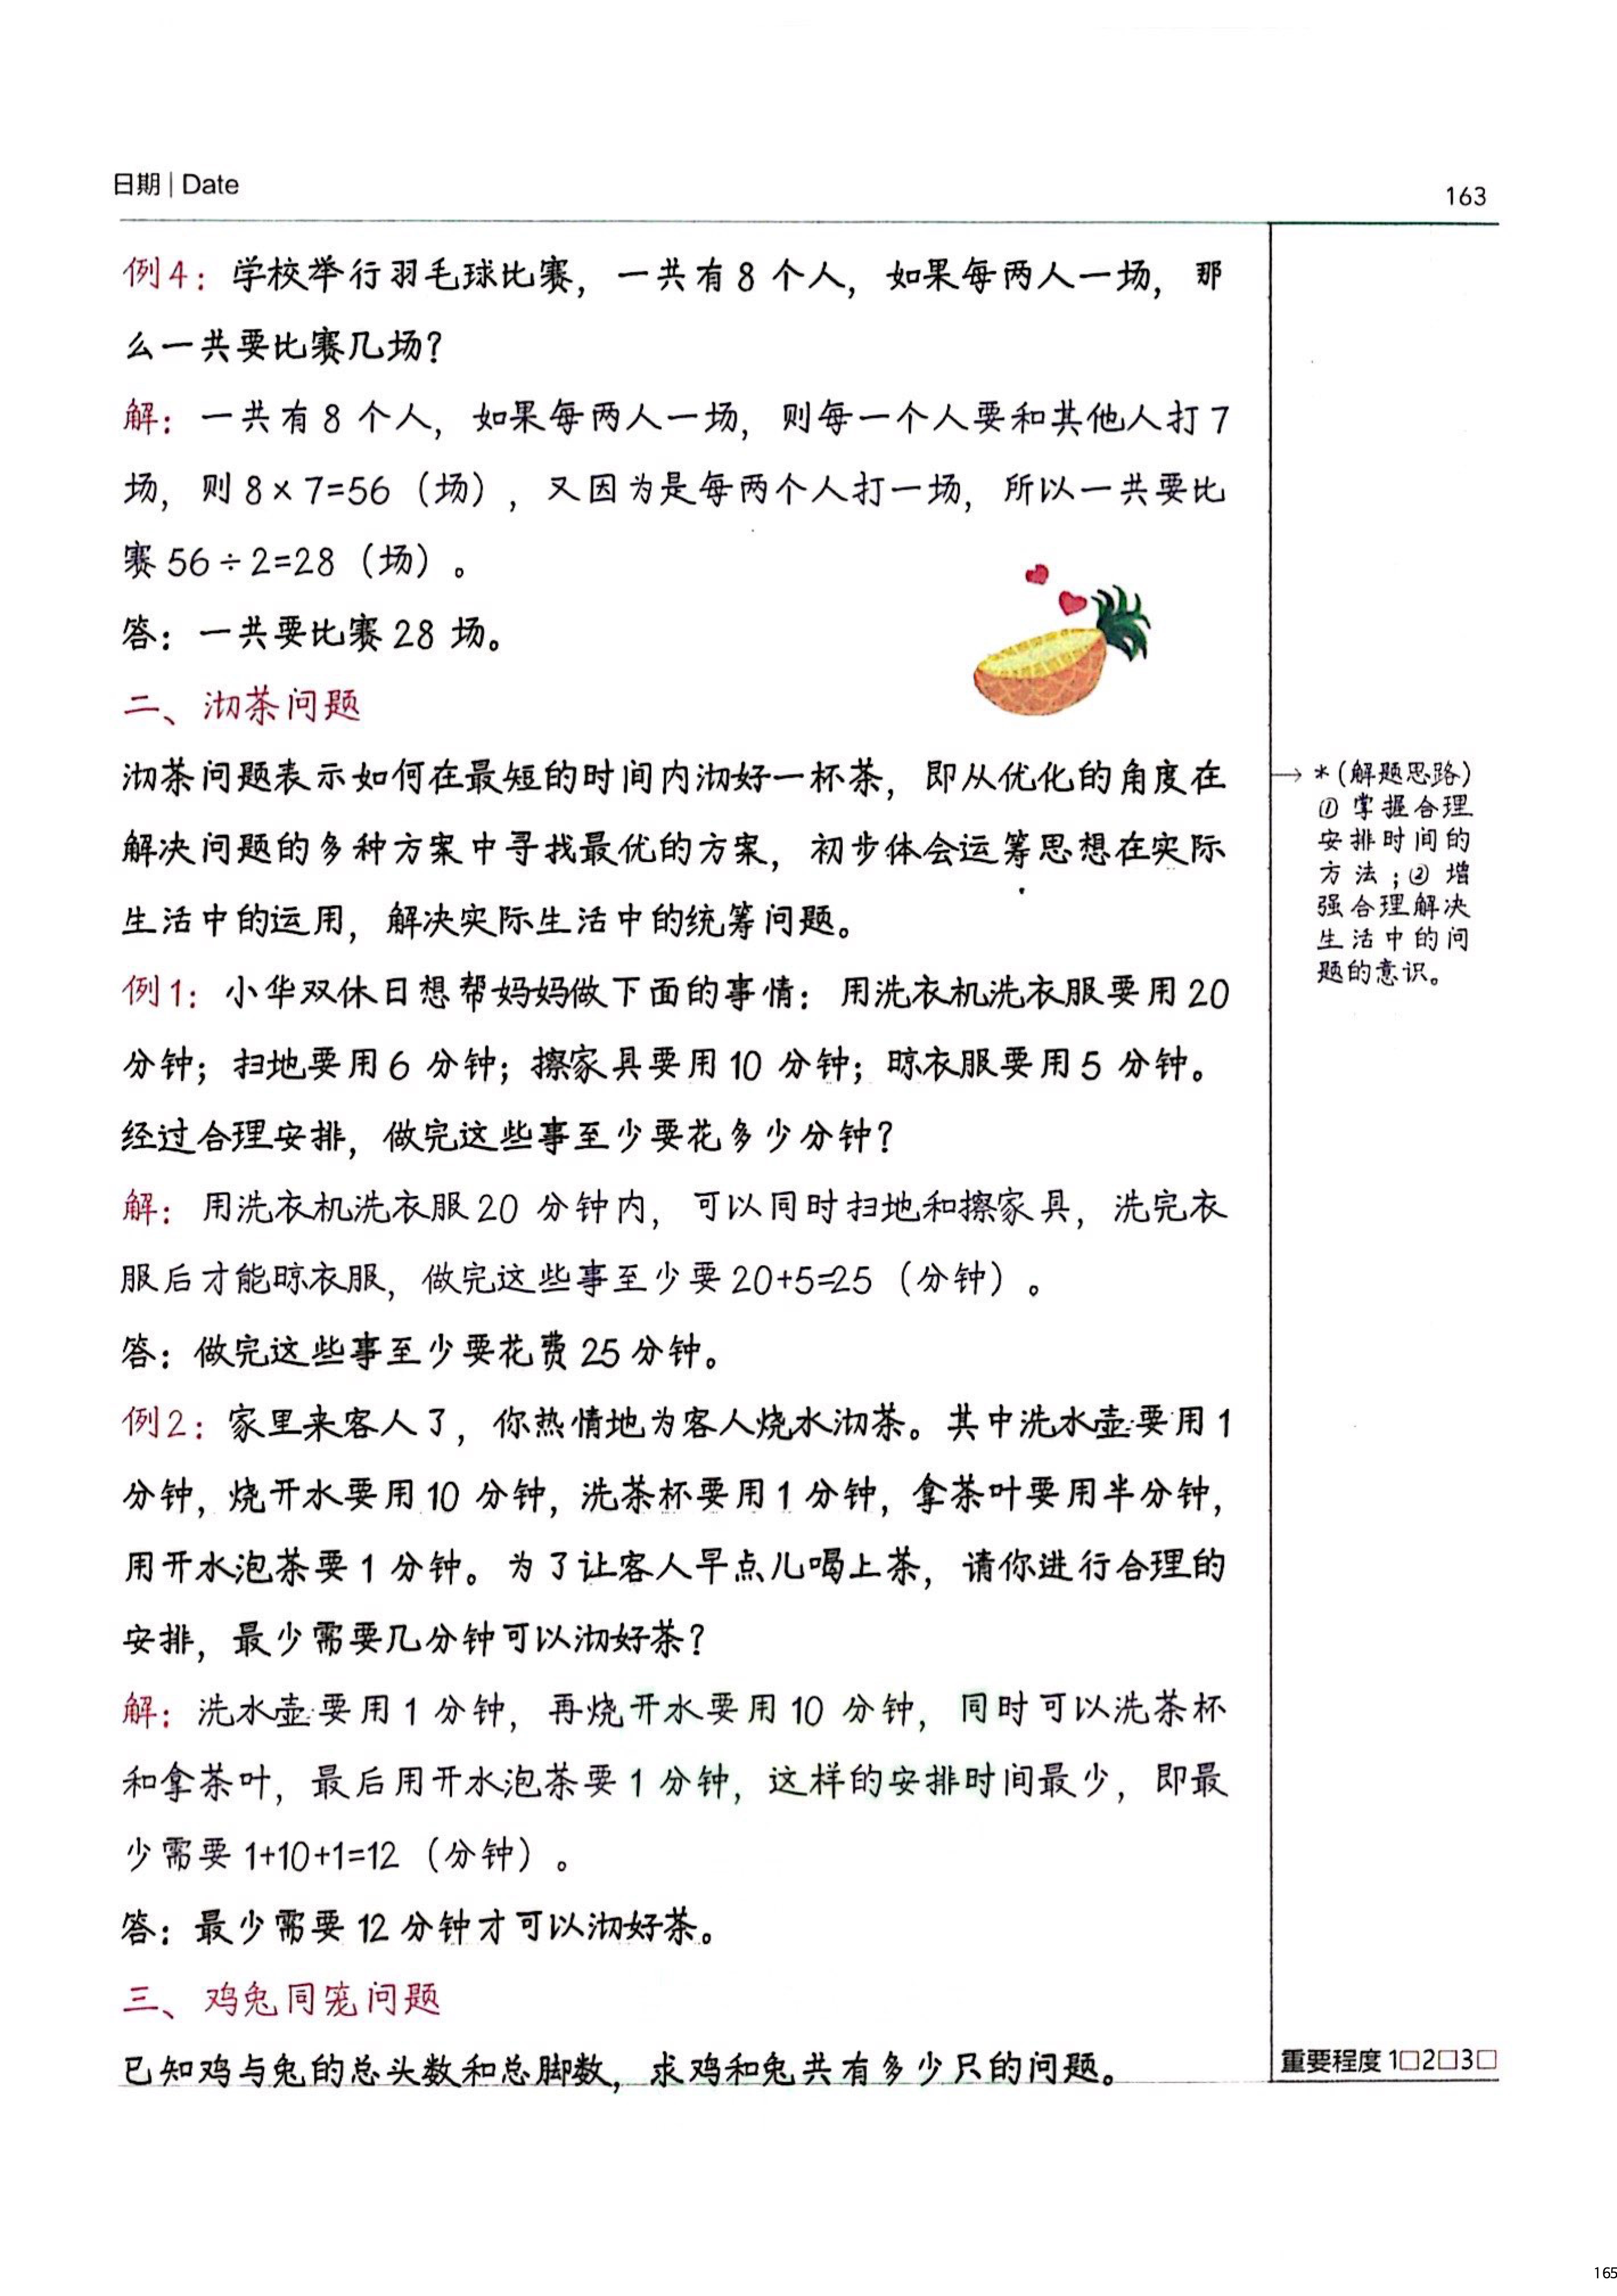 日期 | Date
163
例4：学校举行羽毛球比赛，一共有8个人，如果每两人一场，那
么一共要比赛几场？
解：一共有8个人，如果每两人一场，则每一个人要和其他人打7
场，则8×7=56（场），又因为是每两个人打一场，所以一共要比
赛56÷2=28（场）。
答：一共要比赛28场。
二、沏茶问题
沏茶问题表示如何在最短的时间内沏好一杯茶，即从优化的角度在
解决问题的多种方案中寻找最优的方案，初步体会运筹思想在实际
生活中的运用，解决实际生活中的统筹问题。
→ *（解题思路）
① 掌握合理
安排时间的
方法；② 增
强合理解决
生活中的问
题的意识。
例1：小华双休日想帮妈妈做下面的事情：用洗衣机洗衣服要用20
分钟；扫地要用6分钟；擦家具要用10分钟；晾衣服要用5分钟。
经过合理安排，做完这些事至少要花多少分钟？
解：用洗衣机洗衣服20分钟内，可以同时扫地和擦家具，洗完衣
服后才能晾衣服，做完这些事至少要20+5=25（分钟）。
答：做完这些事至少要花费25分钟。
例2：家里来客人了，你热情地为客人烧水沏茶。其中洗水壶要用1
分钟，烧开水要用10分钟，洗茶杯要用1分钟，拿茶叶要用半分钟，
用开水泡茶要1分钟。为了让客人早点儿喝上茶，请你进行合理的
安排，最少需要几分钟可以沏好茶？
解：洗水壶要用1分钟，再烧开水要用10分钟，同时可以洗茶杯
和拿茶叶，最后用开水泡茶要1分钟，这样的安排时间最少，即最
少需要1+10+1=12（分钟）。
答：最少需要12分钟才可以沏好茶。
三、鸡兔同笼问题
已知鸡与兔的总头数和总脚数，求鸡和兔共有多少只的问题。
重要程度 1□2□3□
165